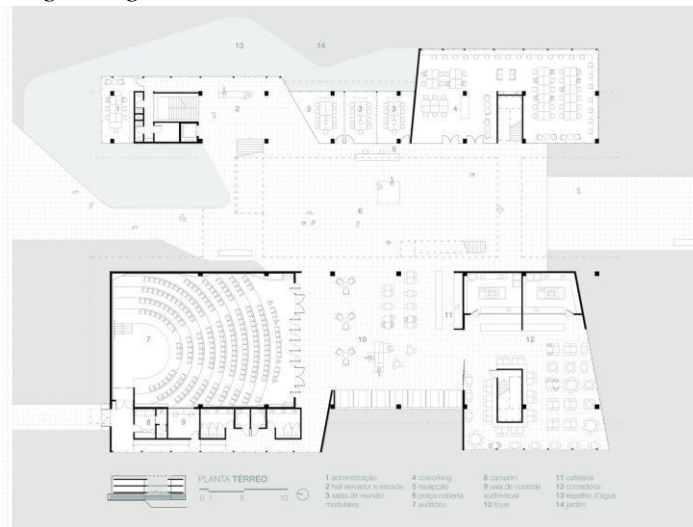 13
14
1
2
3
3
3
4
5
6
7
8
9
10
11
12
PLANTA TÉRREO
0 1 5 10
1 administração
2 hall elevador e escada
3 salas de reunião
modulares
4 coworking
5 recepção
6 praça coberta
7 auditório
8 camarim
9 sala de controle
audiovisual
10 foyer
11 cafeteria
12 comedoria
13 espelho d'água
14 jardim